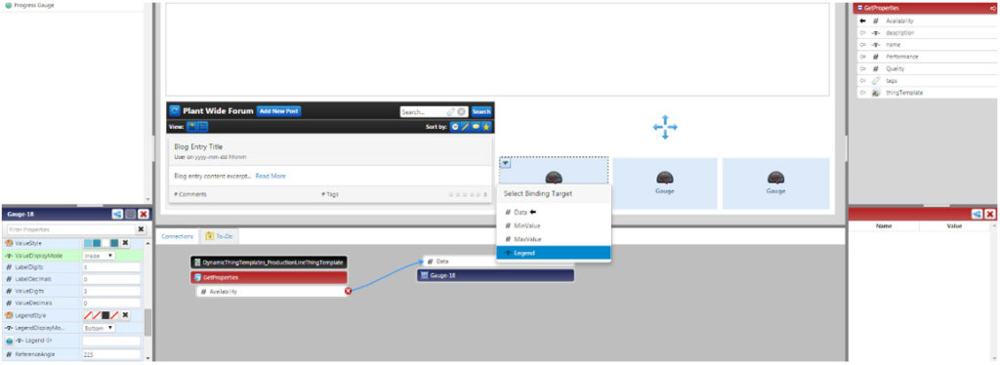 Progress Gauge
GetProperties
Availability
description
name
Performance
Quality
tags
thingTemplate
Plant Wide Forum
Add New Post
Search...
Search
View:
Sort by:
Blog Entry Title
User on yyyy-mm-dd hh:mm
Blog entry content excerpt... Read More
# Comments
# Tags
0
Gauge
Gauge
Select Binding Target
# Data
# MinValue
# MaxValue
Legend
Gauge-18
Filter Properties
ValueStyle
ValueDisplayMode
Inside
# LabelDigits
3
# LabelDecimals
0
# ValueDigits
3
# ValueDecimals
0
LegendStyle
LegendDisplayMo...
Bottom
Legend
# ReferenceAngle
225
Connections
To-Do
DynamicThingTemplates_ProductionLineThingTemplate
GetProperties
# Availability
# Data
Gauge-18
Name
Value